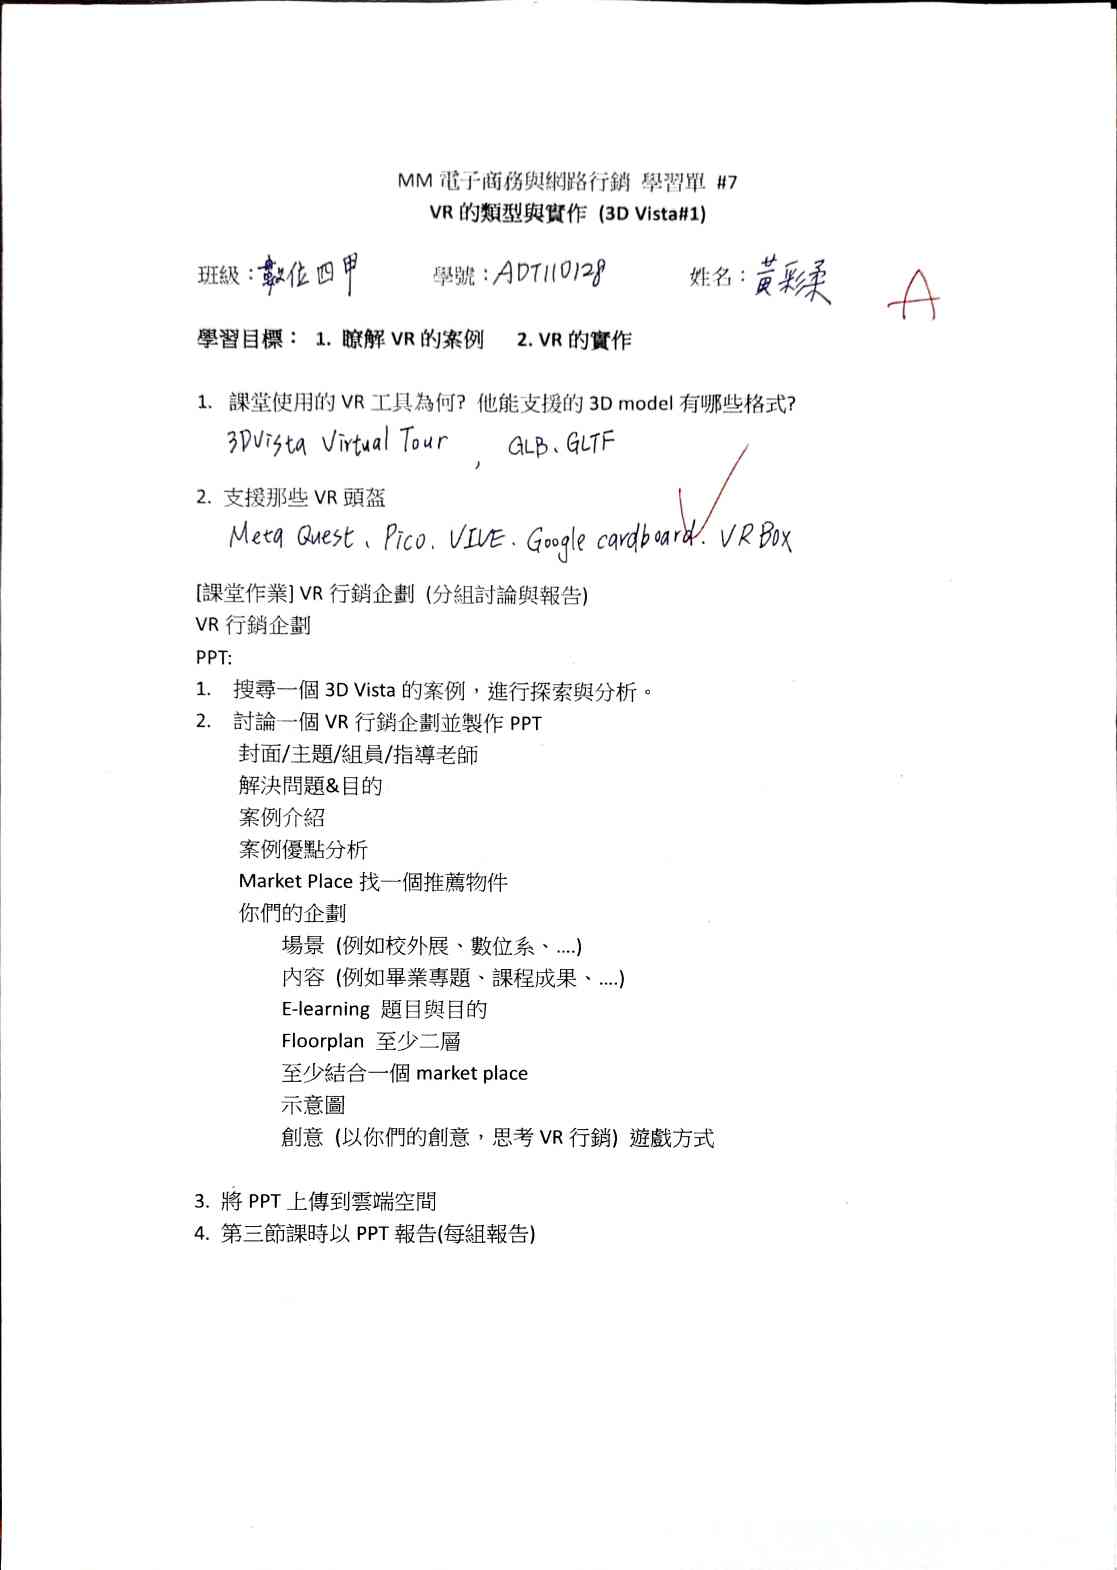 MM 電子商務與網路行銷 學習單 #7
VR 的類型與實作 (3D Vista#1)
班級：數位四甲 學號：ADT110128 姓名：黃彩柔
A
學習目標： 1. 瞭解 VR 的案例 2. VR 的實作
1. 課堂使用的 VR 工具為何? 他能支援的 3D model 有哪些格式?
3DVista Virtual Tour , GLB、GLTF
2. 支援那些 VR 頭盔
Meta Quest、Pico、VIVE、Google cardboard、VR Box
[課堂作業] VR 行銷企劃 (分組討論與報告)
VR 行銷企劃
PPT:
1. 搜尋一個 3D Vista 的案例，進行探索與分析。
2. 討論一個 VR 行銷企劃並製作 PPT
封面/主題/組員/指導老師
解決問題&目的
案例介紹
案例優點分析
Market Place 找一個推薦物件
你們的企劃
場景 (例如校外展、數位系、....)
內容 (例如畢業專題、課程成果、....)
E-learning 題目與目的
Floorplan 至少二層
至少結合一個 market place
示意圖
創意 (以你們的創意，思考 VR 行銷) 遊戲方式
3. 將 PPT 上傳到雲端空間
4. 第三節課時以 PPT 報告(每組報告)